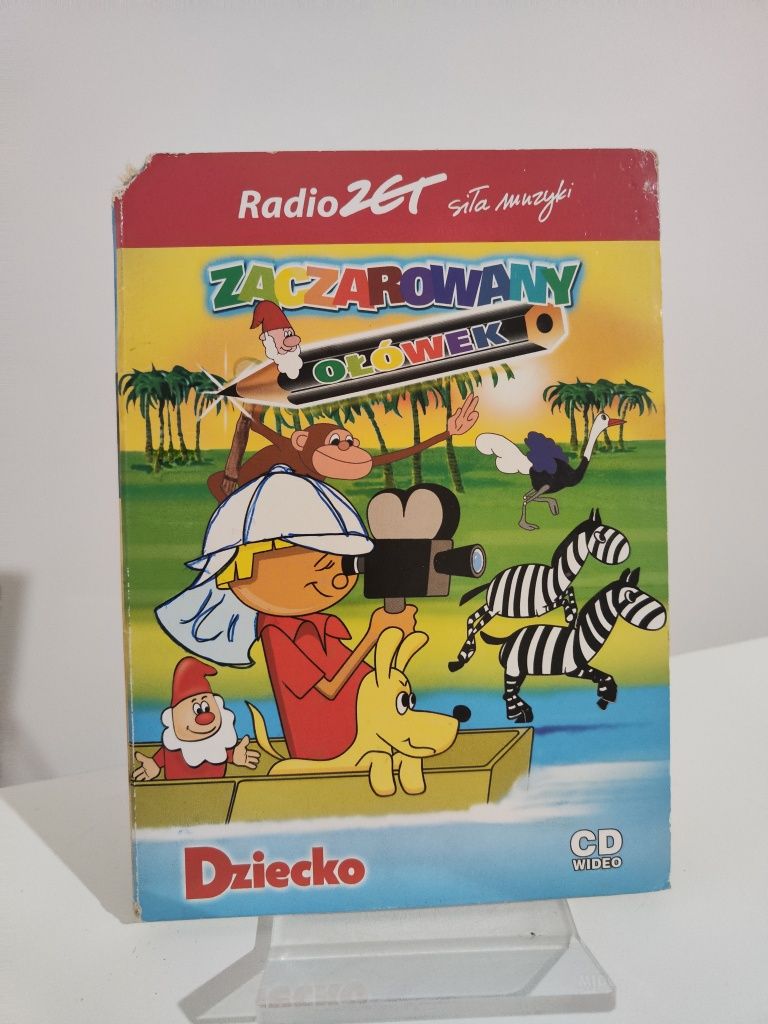 Radio ZET siła muzyki
ZACZAROWANY
OŁÓWEK
Dziecko
CD
WIDEO